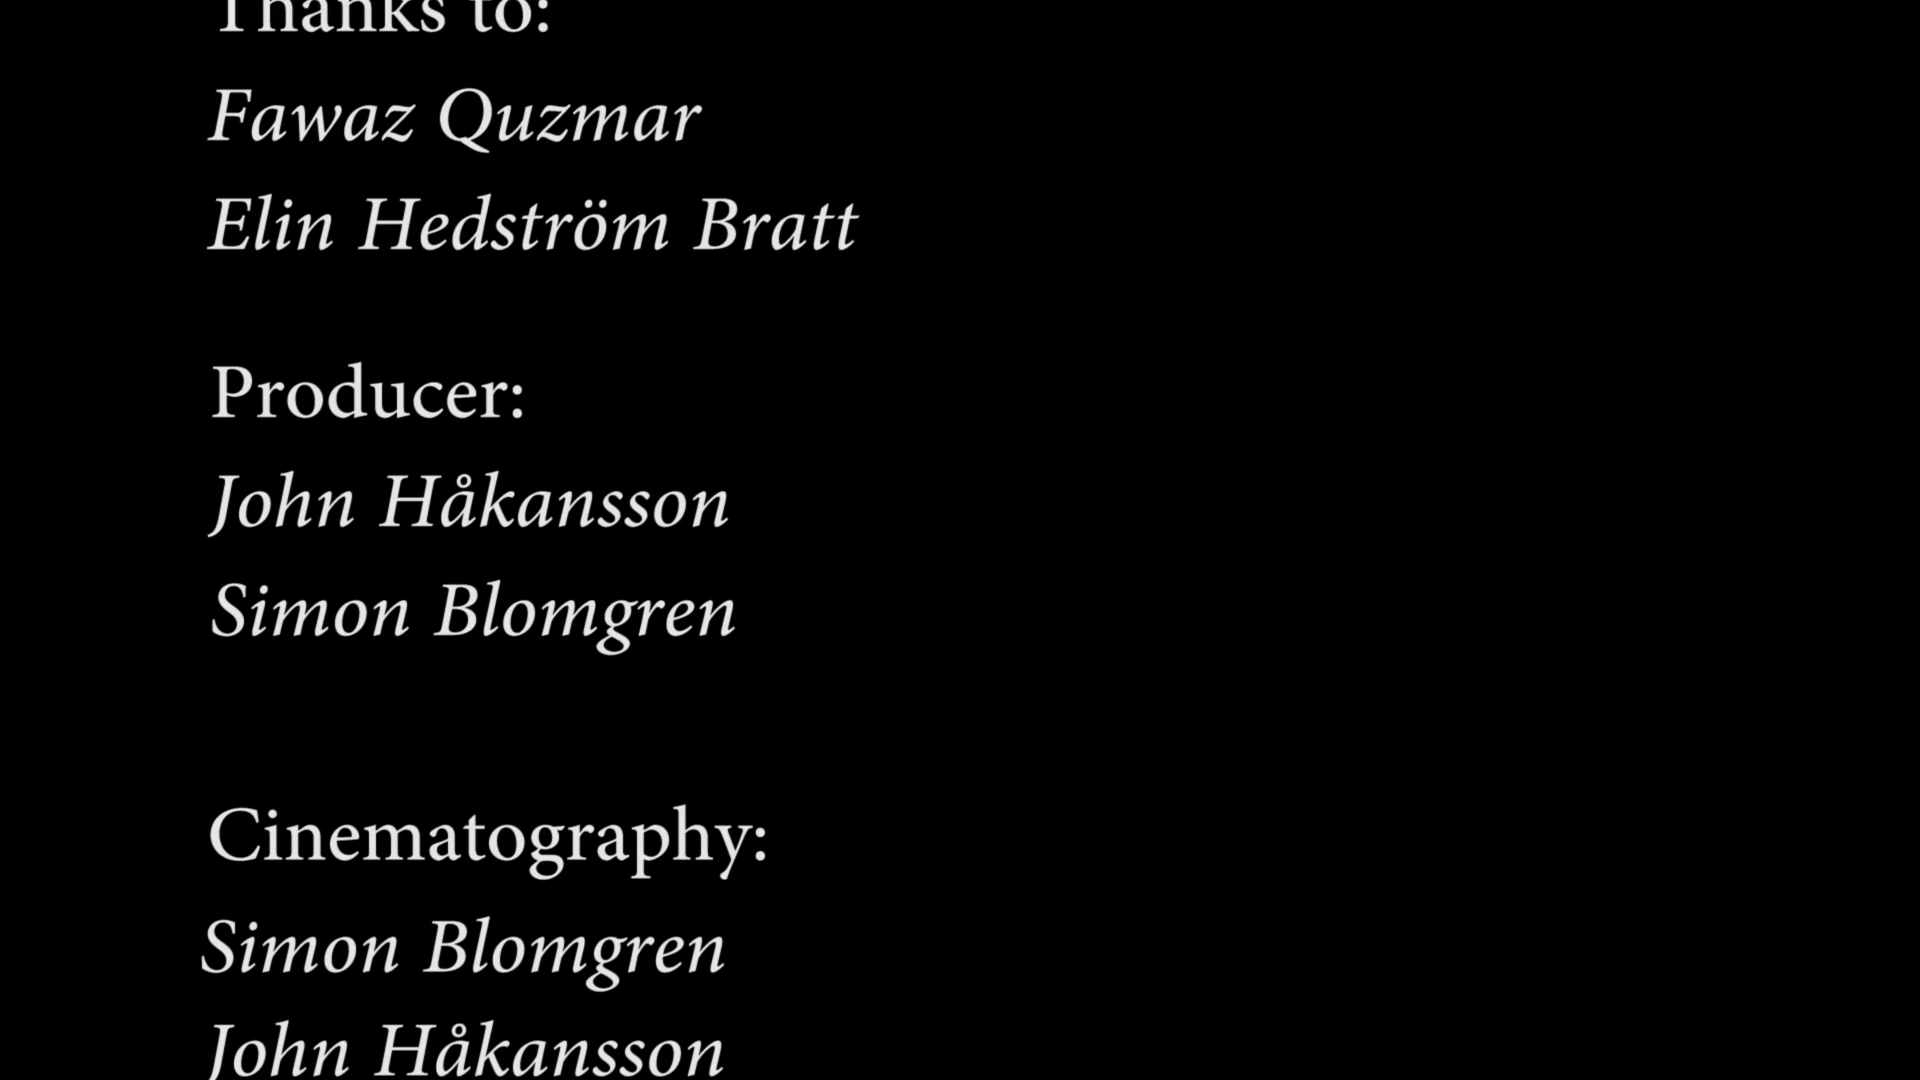 Thanks to:
Fawaz Quzmar
Elin Hedström Bratt
Producer:
John Håkansson
Simon Blomgren
Cinematography:
Simon Blomgren
John Håkansson